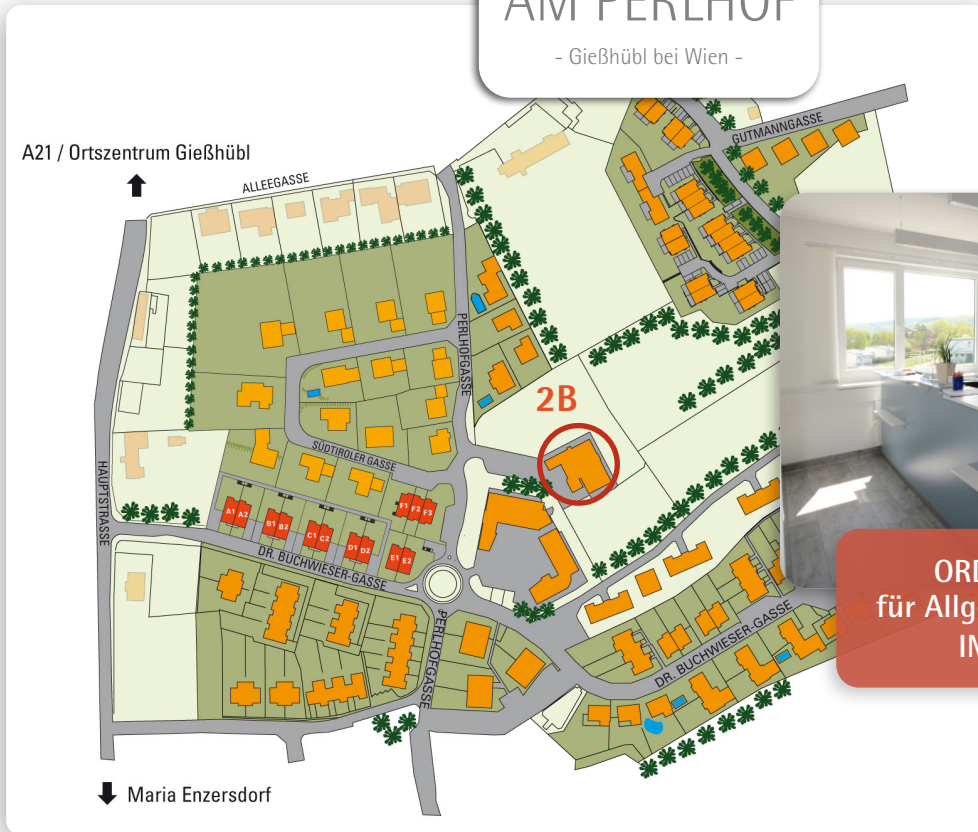 AM PERLHOF
- Gießhübl bei Wien -
A21 / Ortszentrum Gießhübl
ALLEEGASSE
GUTMANNGASSE
PERLHOFGASSE
2B
SÜDTIROLER GASSE
HAUPTSTRASSE
A1 A2
B1 B2
C1 C2
D1 D2
E1 E2
F1 F2 F3
DR. BUCHWIESER-GASSE
PERLHOFGASSE
DR. BUCHWIESER-GASSE
für
IN
Maria Enzersdorf